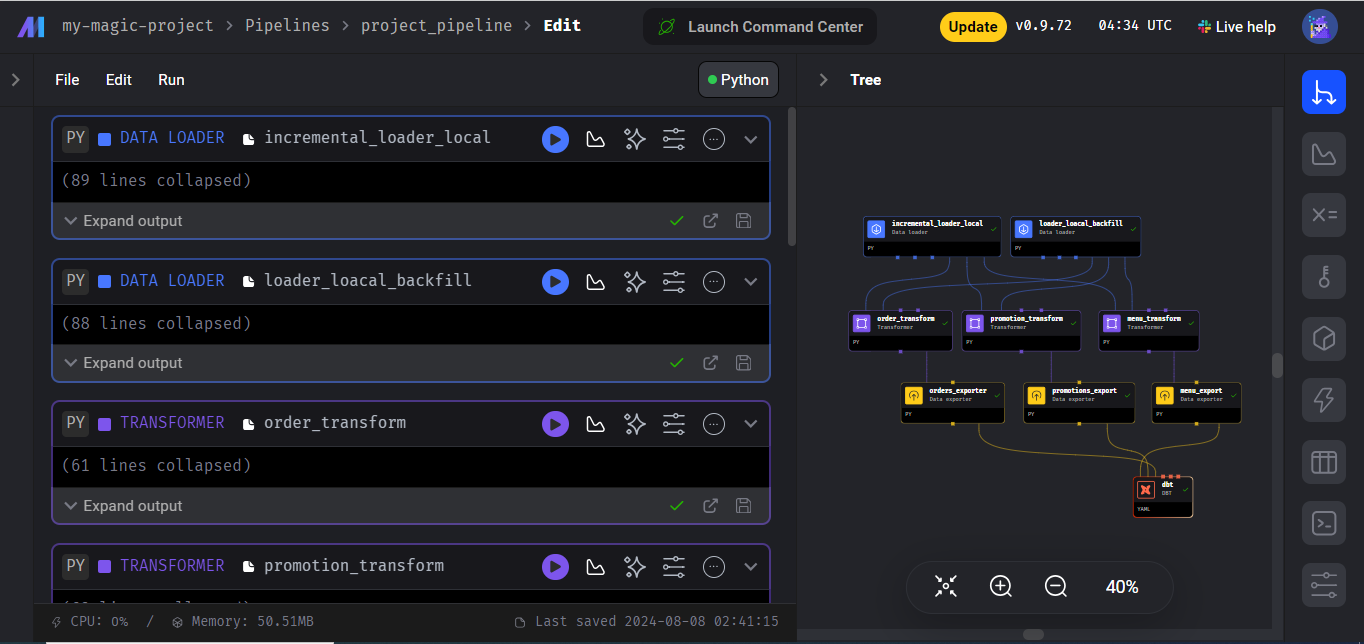 my-magic-project > Pipelines > project_pipeline > Edit
Launch Command Center
Update v0.9.72 04:34 UTC Live help
File Edit Run
Python
Tree
PY DATA LOADER incremental_loader_local
(89 lines collapsed)
Expand output
PY DATA LOADER loader_loacal_backfill
(88 lines collapsed)
Expand output
PY TRANSFORMER order_transform
(61 lines collapsed)
Expand output
PY TRANSFORMER promotion_transform
CPU: 0% / Memory: 50.51MB
Last saved 2024-08-08 02:41:15
incremental_loader_local
Data loader
PY
loader_loacal_backfill
Data loader
PY
order_transform
Transformer
PY
promotion_transform
Transformer
PY
menu_transform
Transformer
PY
orders_exporter
Data exporter
PY
promotions_export
Data exporter
PY
menu_export
Data exporter
PY
dbt
DBT
YAML
40%